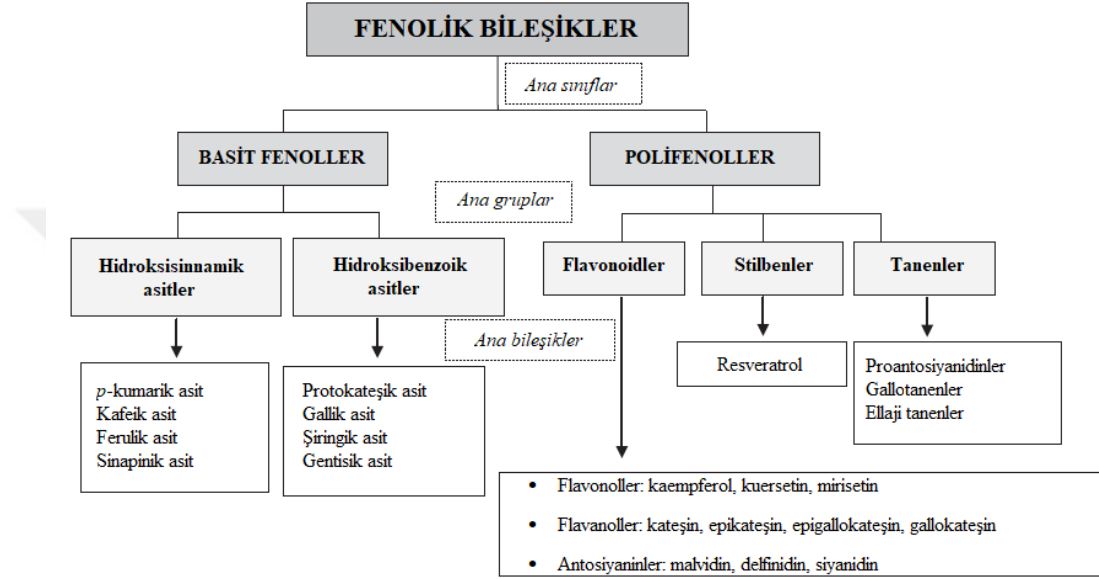 FENOLİK BİLEŞİKLER
Ana sınıflar
BASİT FENOLLER
POLİFENOLLER
Ana gruplar
Hidroksisinnamik
asitler
Hidroksibenzoik
asitler
Flavonoidler
Stilbenler
Tanenler
Ana bileşikler
p-kumarik asit
Kafeik asit
Ferulik asit
Sinapinik asit
Protokateşik asit
Gallik asit
Şiringik asit
Gentisik asit
Resveratrol
Proantosiyanidinler
Gallotanenler
Ellaji tanenler
• Flavonoller: kaempferol, kuersetin, mirisetin
• Flavanoller: kateşin, epikateşin, epigallokateşin, gallokateşin
• Antosiyaninler: malvidin, delfinidin, siyanidin